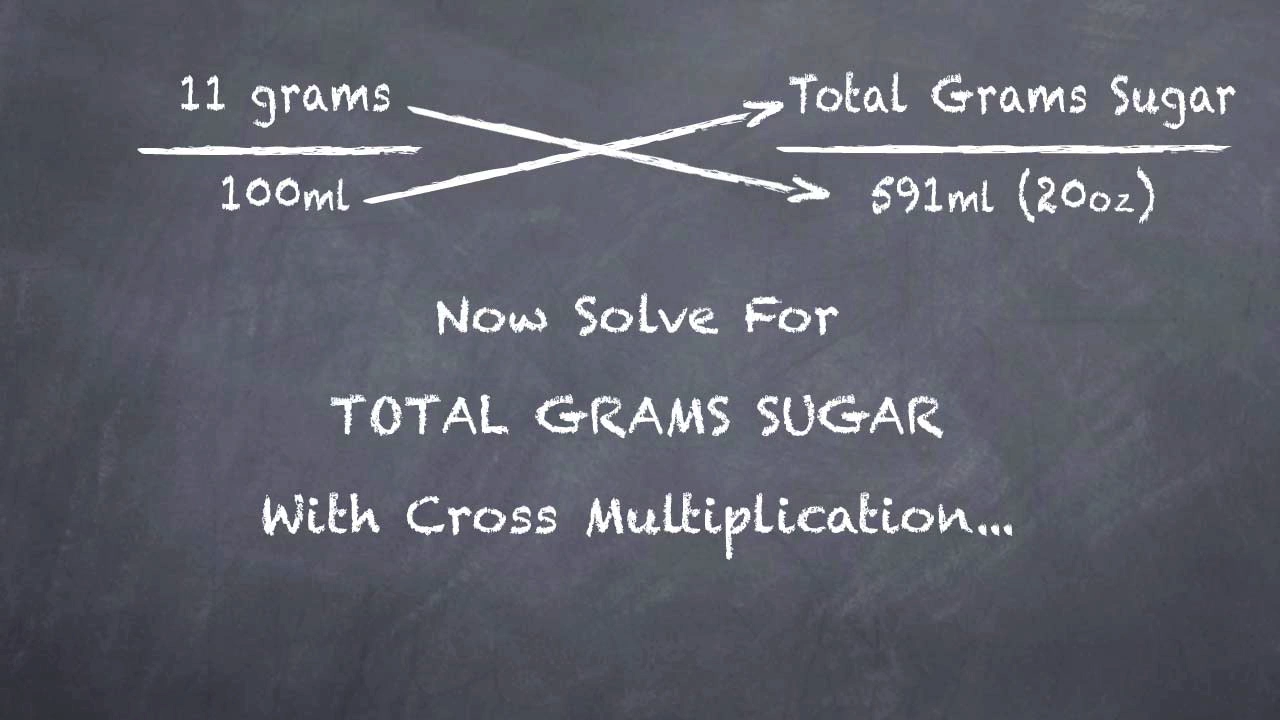 11 grams
Total Grams Sugar
100ml
591ml (20oz)
Now Solve For
TOTAL GRAMS SUGAR
With Cross Multiplication...